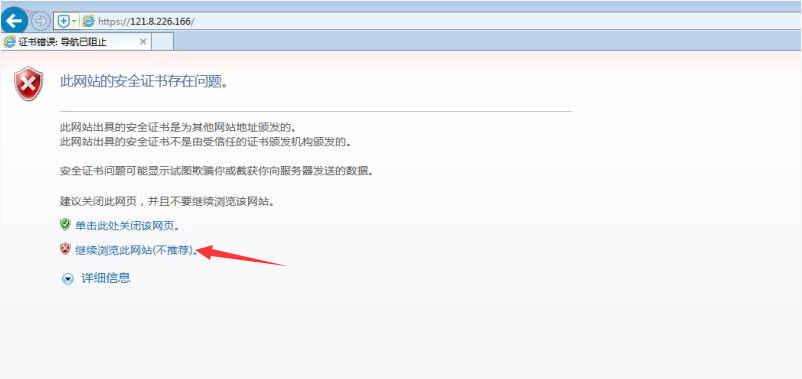 https://121.8.226.166/
证书错误: 导航已阻止
此网站的安全证书存在问题。
此网站出具的安全证书是为其他网站地址颁发的。
此网站出具的安全证书不是由受信任的证书颁发机构颁发的。
安全证书问题可能显示试图欺骗你或截获你向服务器发送的数据。
建议关闭此网页，并且不要继续浏览该网站。
单击此处关闭该网页。
继续浏览此网站(不推荐)。
详细信息